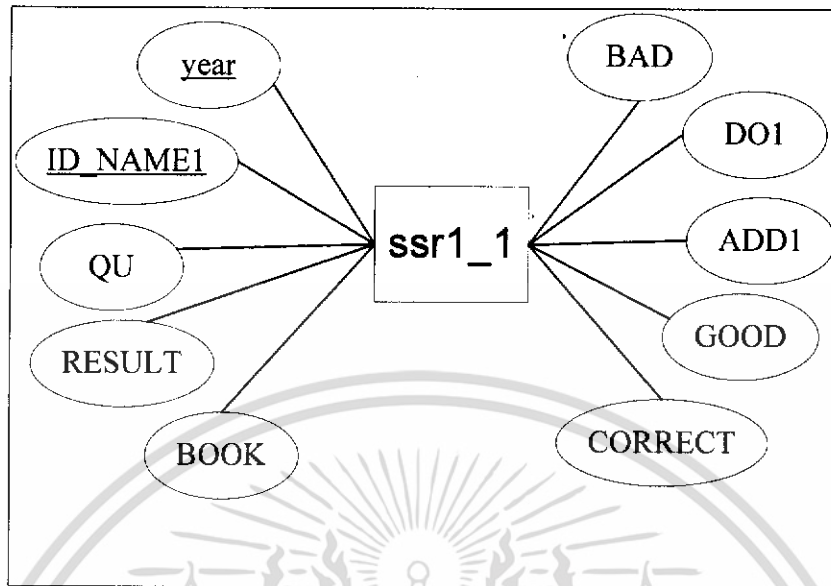 year
ID_NAME1
QU
RESULT
BOOK
ssr1_1
BAD
DO1
ADD1
GOOD
CORRECT